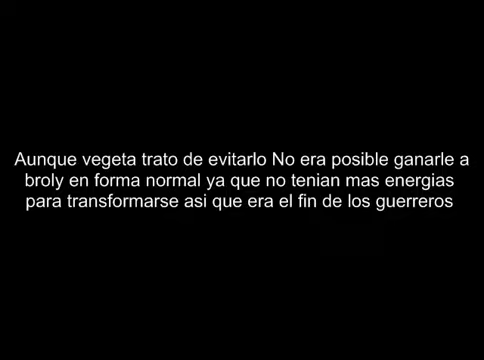 Aunque vegeta trato de evitarlo No era posible ganarle a
broly en forma normal ya que no tenian mas energias
para transformarse asi que era el fin de los guerreros